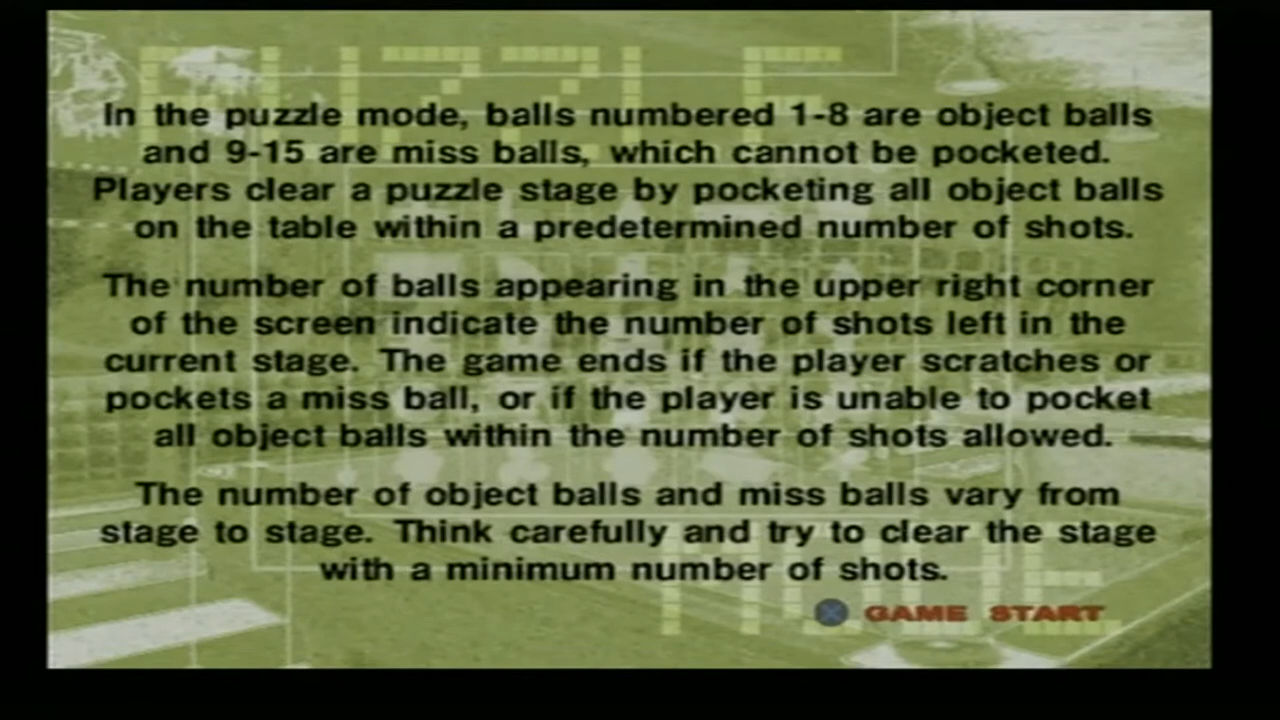 PUZZLE
In the puzzle mode, balls numbered 1-8 are object balls
and 9-15 are miss balls, which cannot be pocketed.
Players clear a puzzle stage by pocketing all object balls
on the table within a predetermined number of shots.
The number of balls appearing in the upper right corner
of the screen indicate the number of shots left in the
current stage. The game ends if the player scratches or
pockets a miss ball, or if the player is unable to pocket
all object balls within the number of shots allowed.
The number of object balls and miss balls vary from
stage to stage. Think carefully and try to clear the stage
with a minimum number of shots.
MODE
GAME START